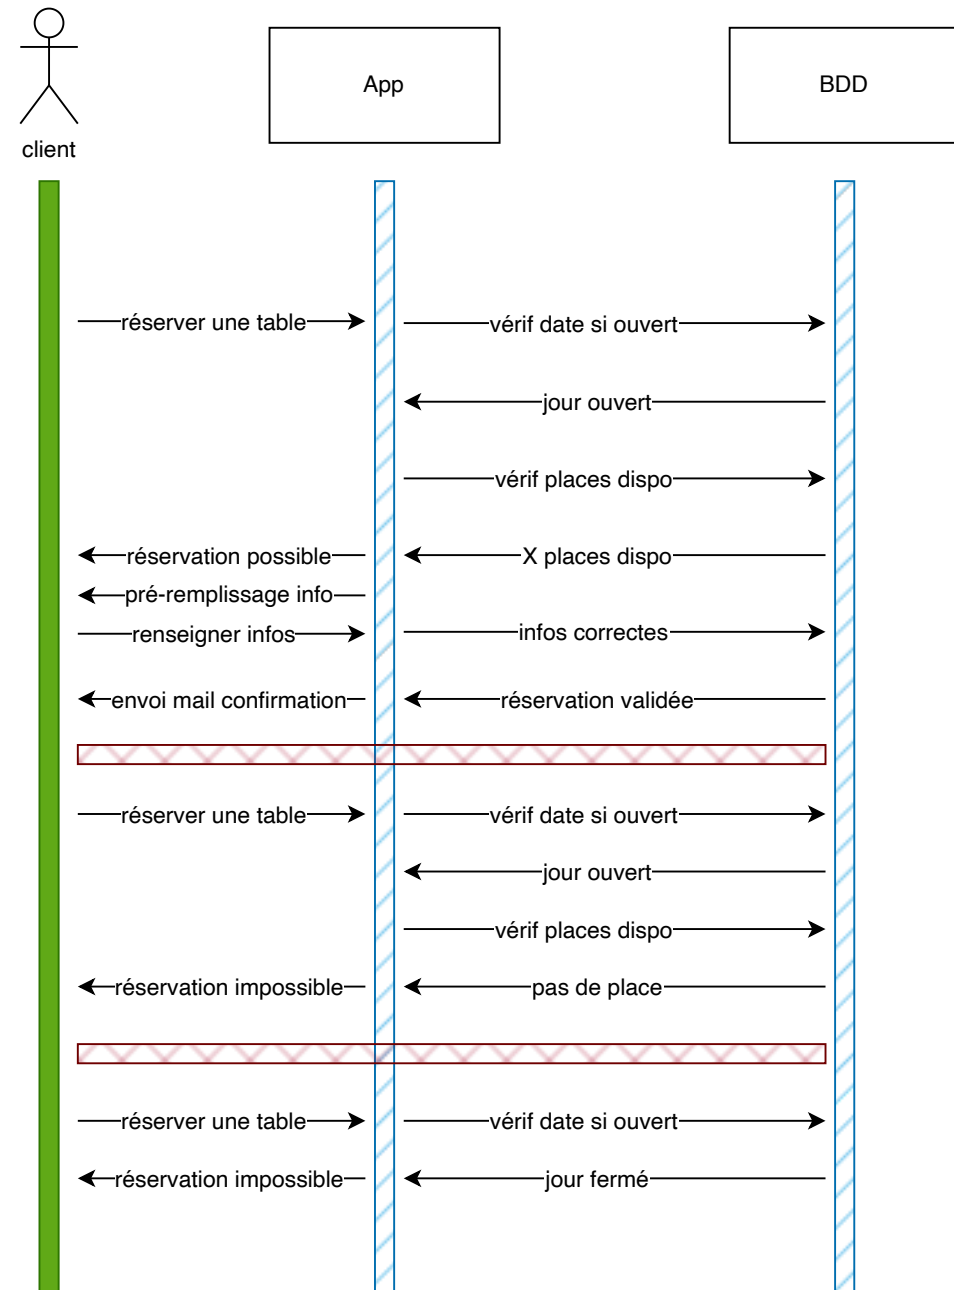 client
App
BDD
réserver une table
vérif date si ouvert
jour ouvert
vérif places dispo
réservation possible
X places dispo
pré-remplissage info
renseigner infos
infos correctes
envoi mail confirmation
réservation validée
réserver une table
vérif date si ouvert
jour ouvert
vérif places dispo
réservation impossible
pas de place
réserver une table
vérif date si ouvert
réservation impossible
jour fermé